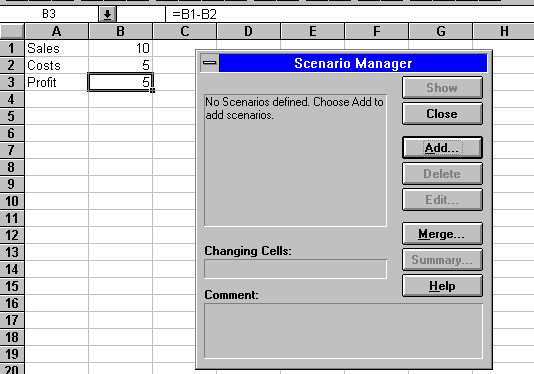 B3 =B1-B2
A B C D E F G H
1 Sales 10
2 Costs 5
3 Profit 5
4
5
6
7
8
9
10
11
12
13
14
15
16
17
18
19
20
Scenario Manager
No Scenarios defined. Choose Add to
add scenarios.
Show
Close
Add...
Delete
Edit...
Merge...
Summary...
Help
Changing Cells:
Comment: